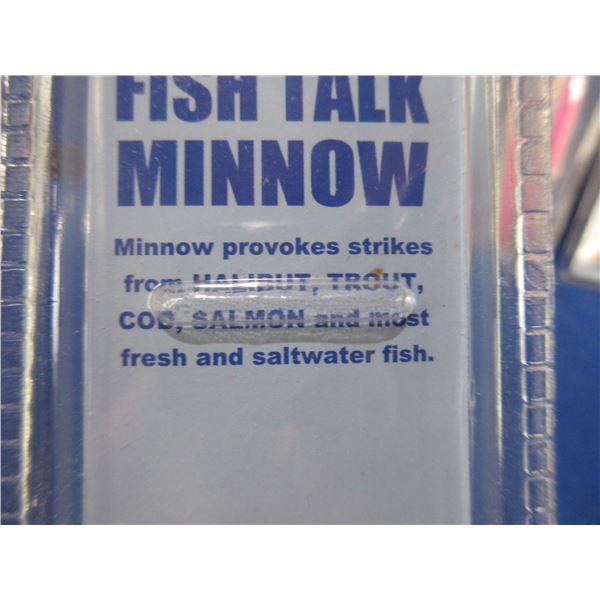 FISH TALK
MINNOW
Minnow provokes strikes
from HALIBUT, TROUT,
COD, SALMON and most
fresh and saltwater fish.